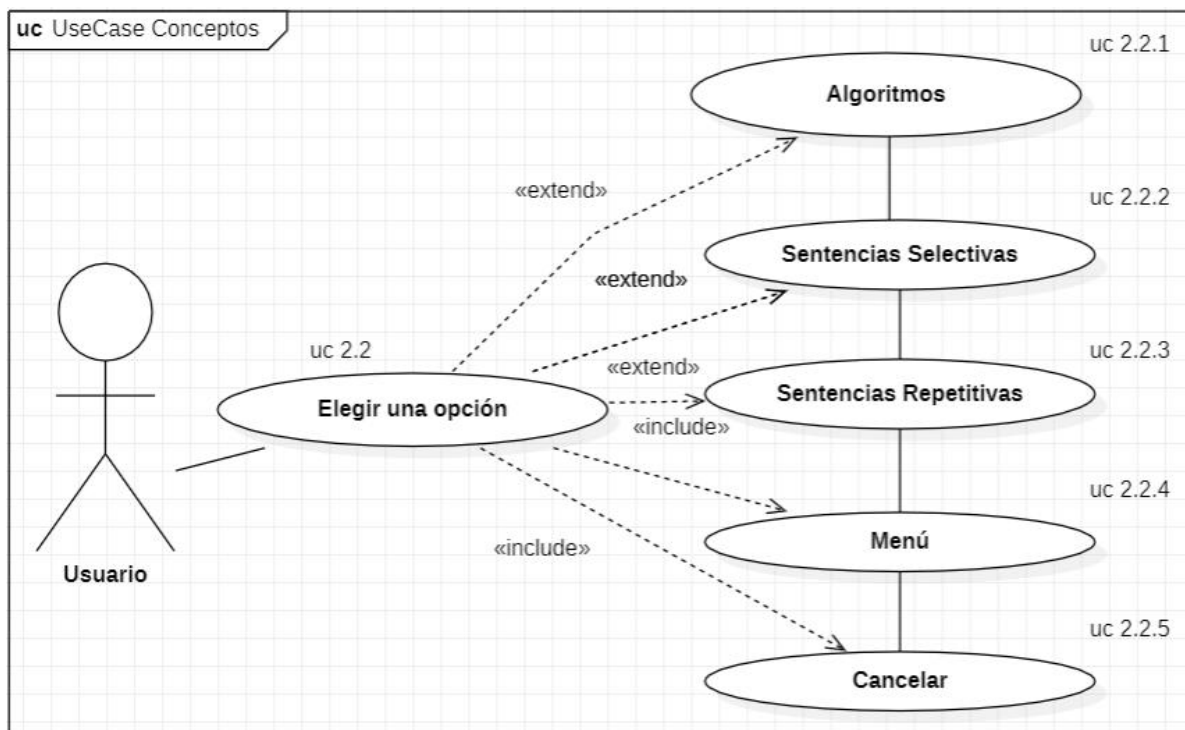 uc UseCase Conceptos
uc 2.2.1
Algoritmos
«extend»
uc 2.2.2
Sentencias Selectivas
«extend»
uc 2.2
uc 2.2.3
«extend»
Elegir una opción
Sentencias Repetitivas
«include»
uc 2.2.4
Menú
«include»
Usuario
uc 2.2.5
Cancelar